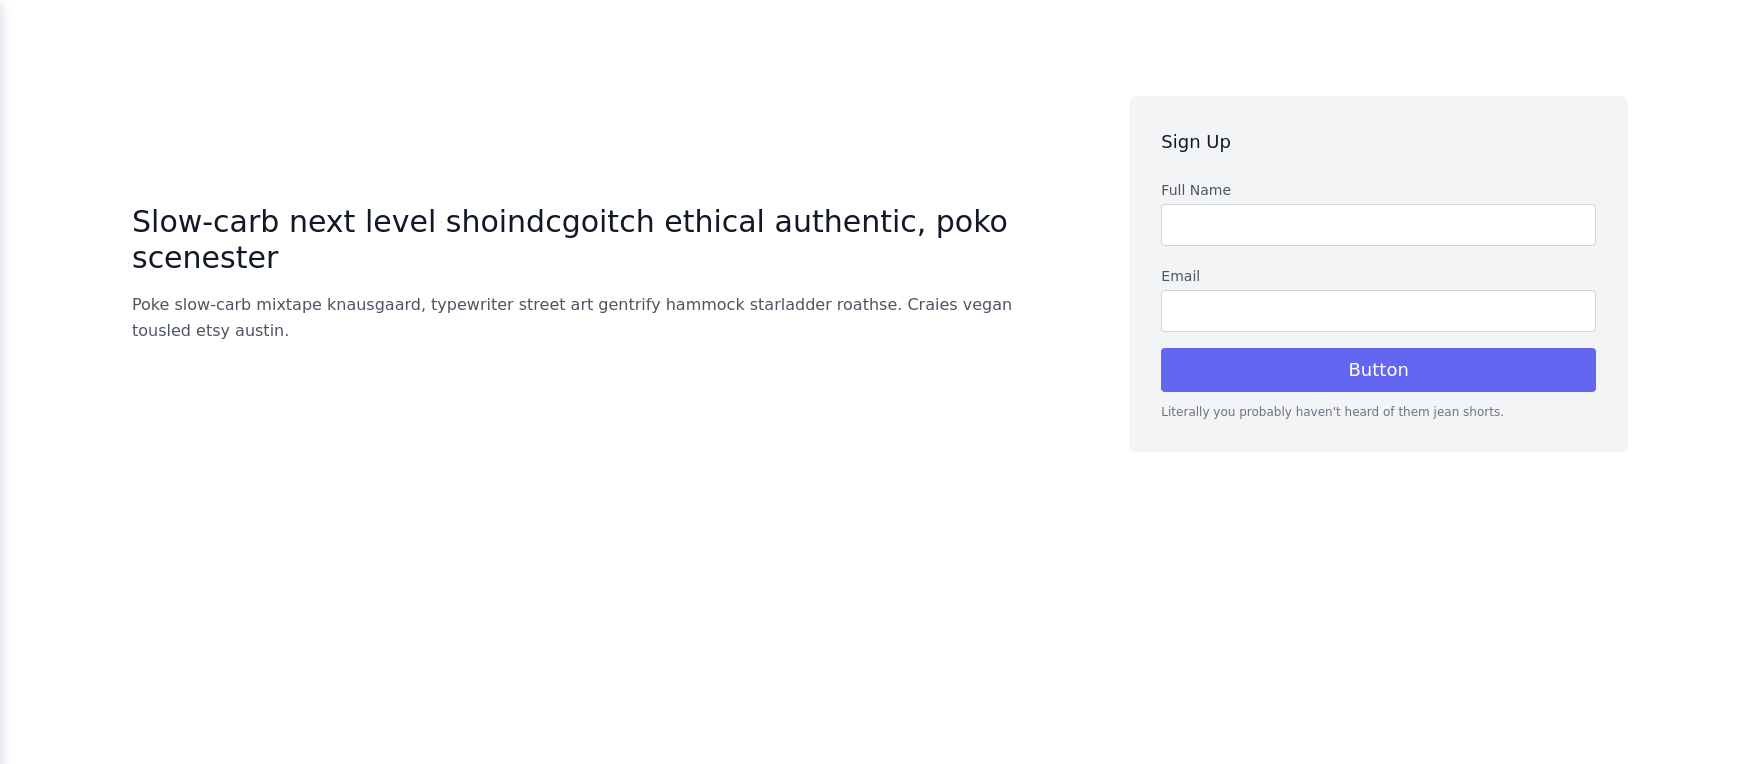 Slow-carb next level shoindcgoitch ethical authentic, poko
scenester
Poke slow-carb mixtape knausgaard, typewriter street art gentrify hammock starladder roathse. Craies vegan
tousled etsy austin.
Sign Up
Full Name
Email
Button
Literally you probably haven't heard of them jean shorts.